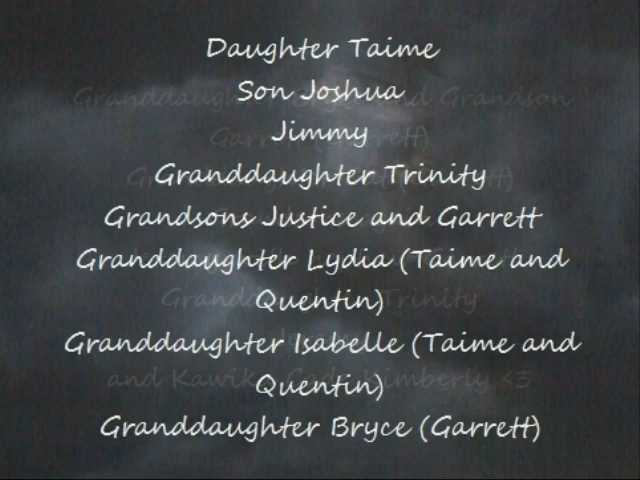 Daughter Taime
Son Joshua
Jimmy
Granddaughter Trinity
Grandsons Justice and Garrett
Granddaughter Lydia (Taime and
Quentin)
Granddaughter Isabelle (Taime and
Quentin)
Granddaughter Bryce (Garrett)